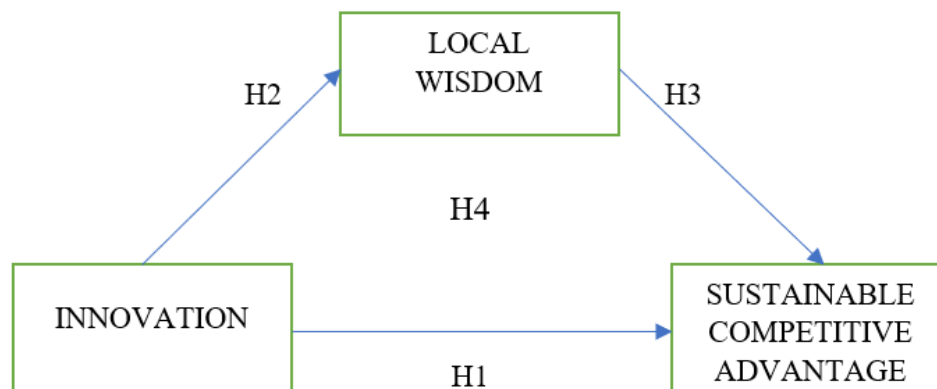 LOCAL
WISDOM
H2
H3
H4
INNOVATION
SUSTAINABLE
COMPETITIVE
ADVANTAGE
H1